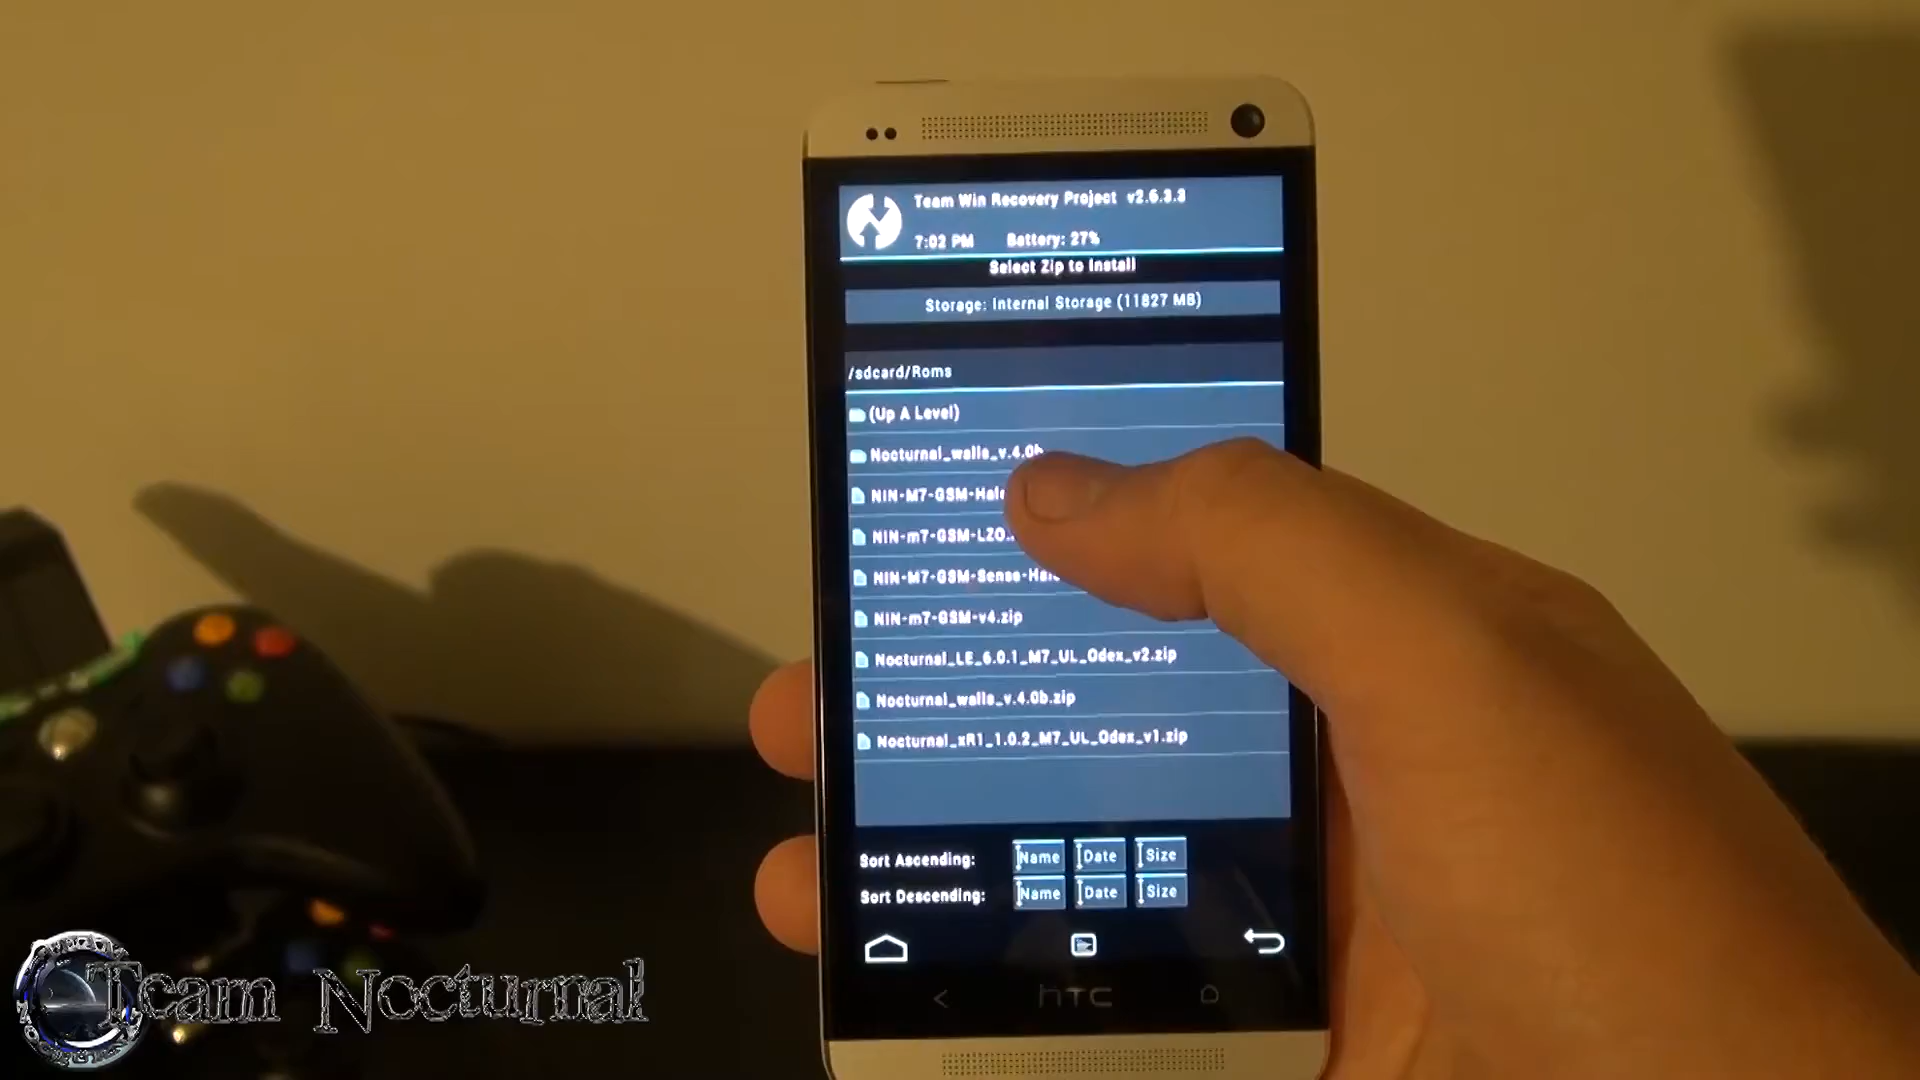 Team Win Recovery Project v2.6.3.3
7:02 PM Battery: 27%
Select Zip to Install
Storage: Internal Storage (11827 MB)
/sdcard/Roms
(Up A Level)
Nocturnal_walls_v.4.0b
NIN-M7-GSM-Halo
NIN-m7-GSM-LZO.
NIN-M7-GSM-Sense-Halo
NIN-m7-GSM-v4.zip
Nocturnal_LE_6.0.1_M7_UL_Odex_v2.zip
Nocturnal_walls_v.4.0b.zip
Nocturnal_xR1_1.0.2_M7_UL_Odex_v1.zip
Sort Ascending: Name Date Size
Sort Descending: Name Date Size
hTC
Team Nocturnal